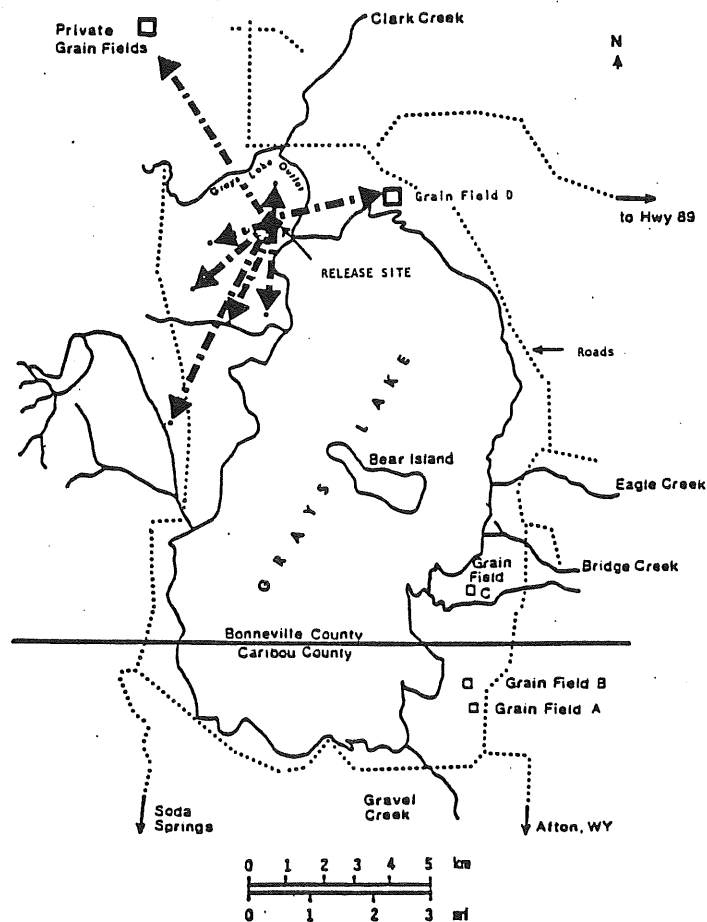 Clark Creek
Private
Grain Fields
N
Grays Lake Outlet
Grain Field D
to Hwy 89
RELEASE SITE
Roads
GRAYS LAKE
Bear Island
Eagle Creek
Grain
Field
C
Bridge Creek
Bonneville County
Caribou County
Grain Field B
Grain Field A
Soda
Springs
Gravel
Creek
Afton, WY
0 1 2 3 4 5 km
0 1 2 3 mi